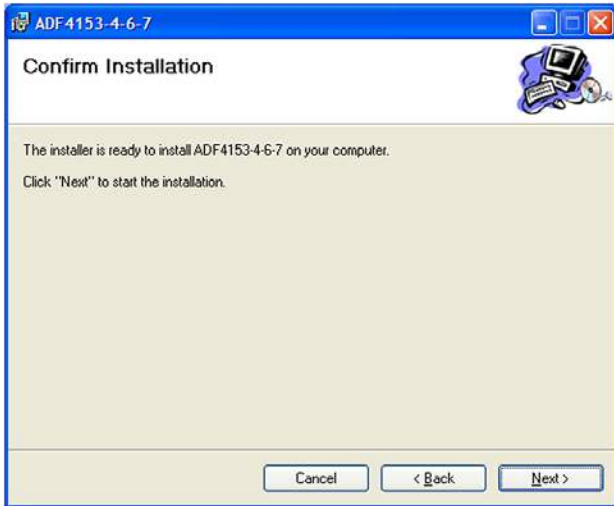 ADF4153-4-6-7
Confirm Installation
The installer is ready to install ADF4153-4-6-7 on your computer.
Click "Next" to start the installation.
Cancel
< Back
Next >